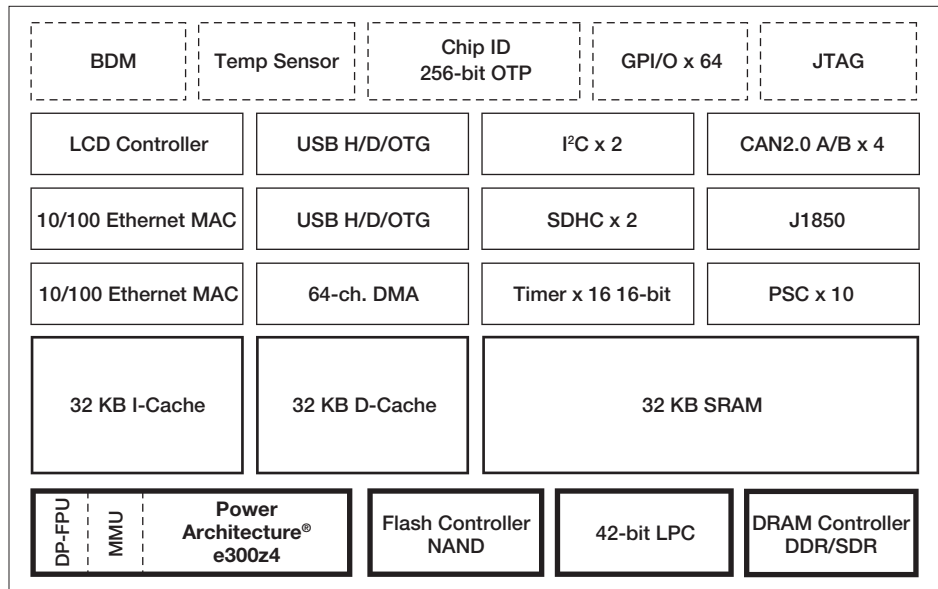 BDM
Temp Sensor
Chip ID
256-bit OTP
GPI/O x 64
JTAG
LCD Controller
USB H/D/OTG
I²C x 2
CAN2.0 A/B x 4
10/100 Ethernet MAC
USB H/D/OTG
SDHC x 2
J1850
10/100 Ethernet MAC
64-ch. DMA
Timer x 16 16-bit
PSC x 10
32 KB I-Cache
32 KB D-Cache
32 KB SRAM
DP-FPU
MMU
Power
Architecture®
e300z4
Flash Controller
NAND
42-bit LPC
DRAM Controller
DDR/SDR